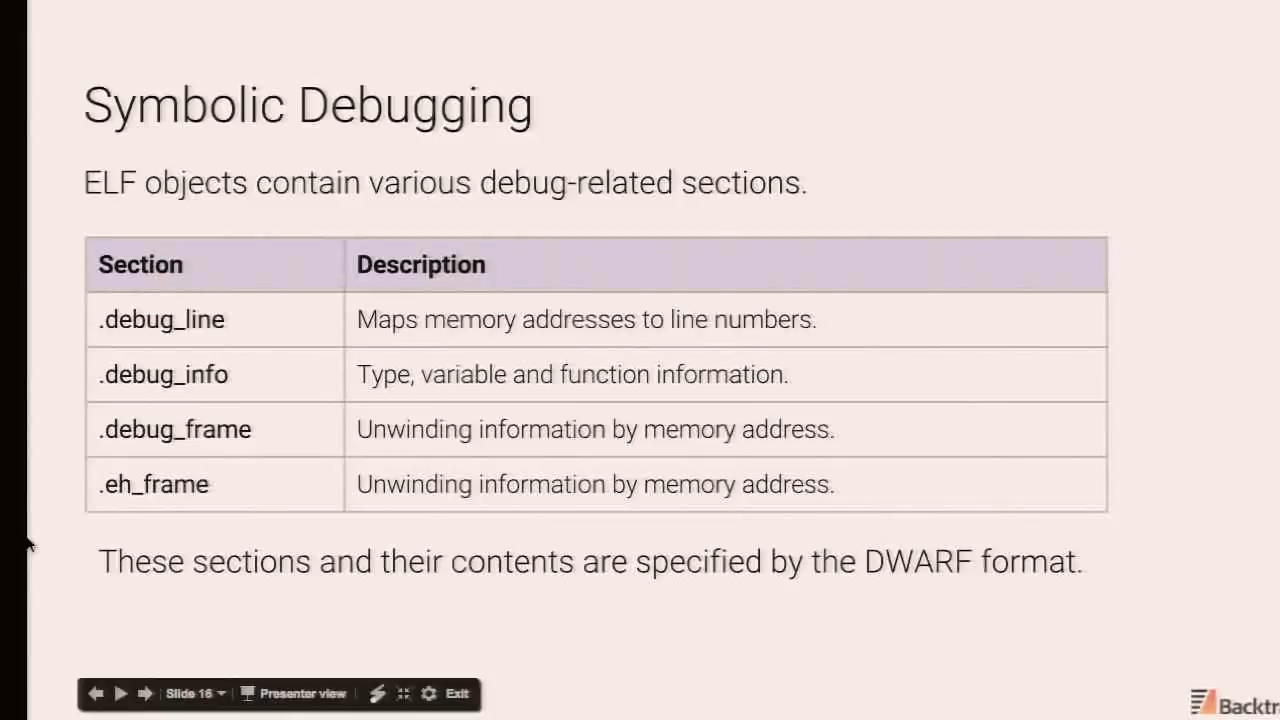 Symbolic Debugging
ELF objects contain various debug-related sections.
Section Description
.debug_line Maps memory addresses to line numbers.
.debug_info Type, variable and function information.
.debug_frame Unwinding information by memory address.
.eh_frame Unwinding information by memory address.
These sections and their contents are specified by the DWARF format.
Slide 16 Presenter view Exit
Backtr